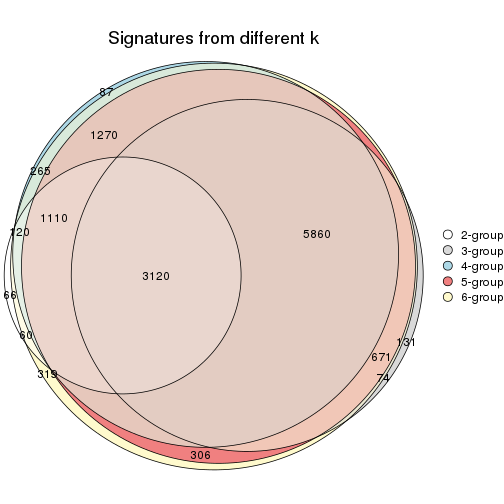 Signatures from different k
87
1270
265
1110
120
5860
3120
66
60
131
671
319
74
306
2-group
3-group
4-group
5-group
6-group